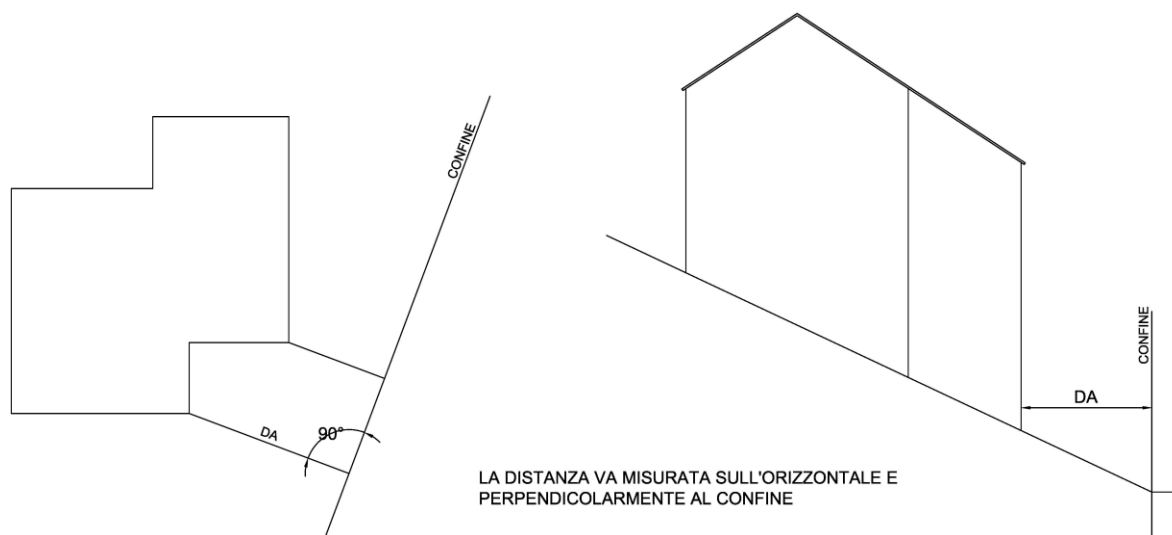 CONFINE
DA
90°
CONFINE
DA
LA DISTANZA VA MISURATA SULL'ORIZZONTALE E
PERPENDICOLARMENTE AL CONFINE